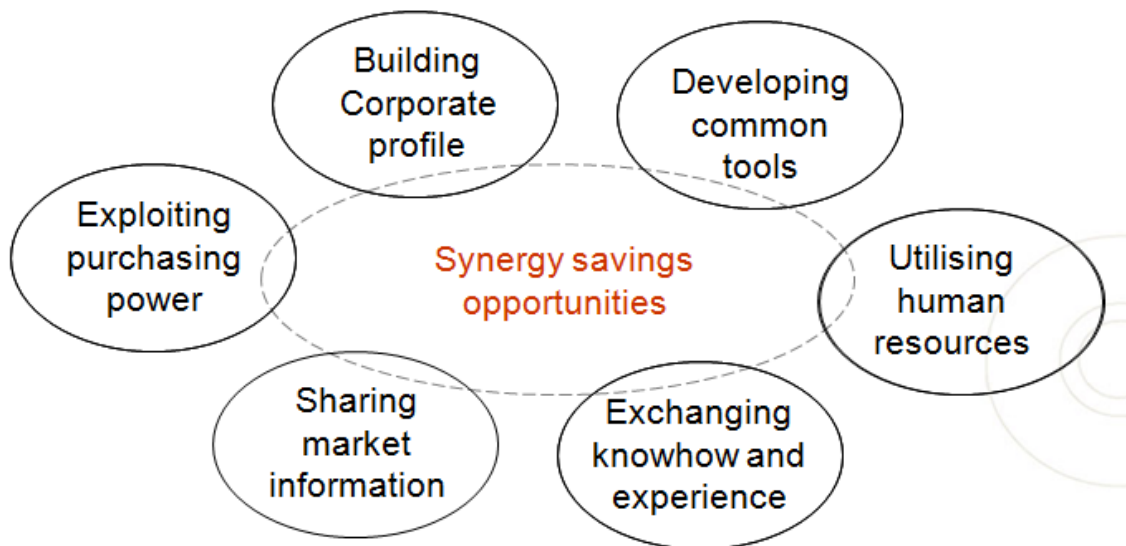 Building
Corporate
profile
Developing
common
tools
Exploiting
purchasing
power
Synergy savings
opportunities
Utilising
human
resources
Sharing
market
information
Exchanging
knowhow and
experience